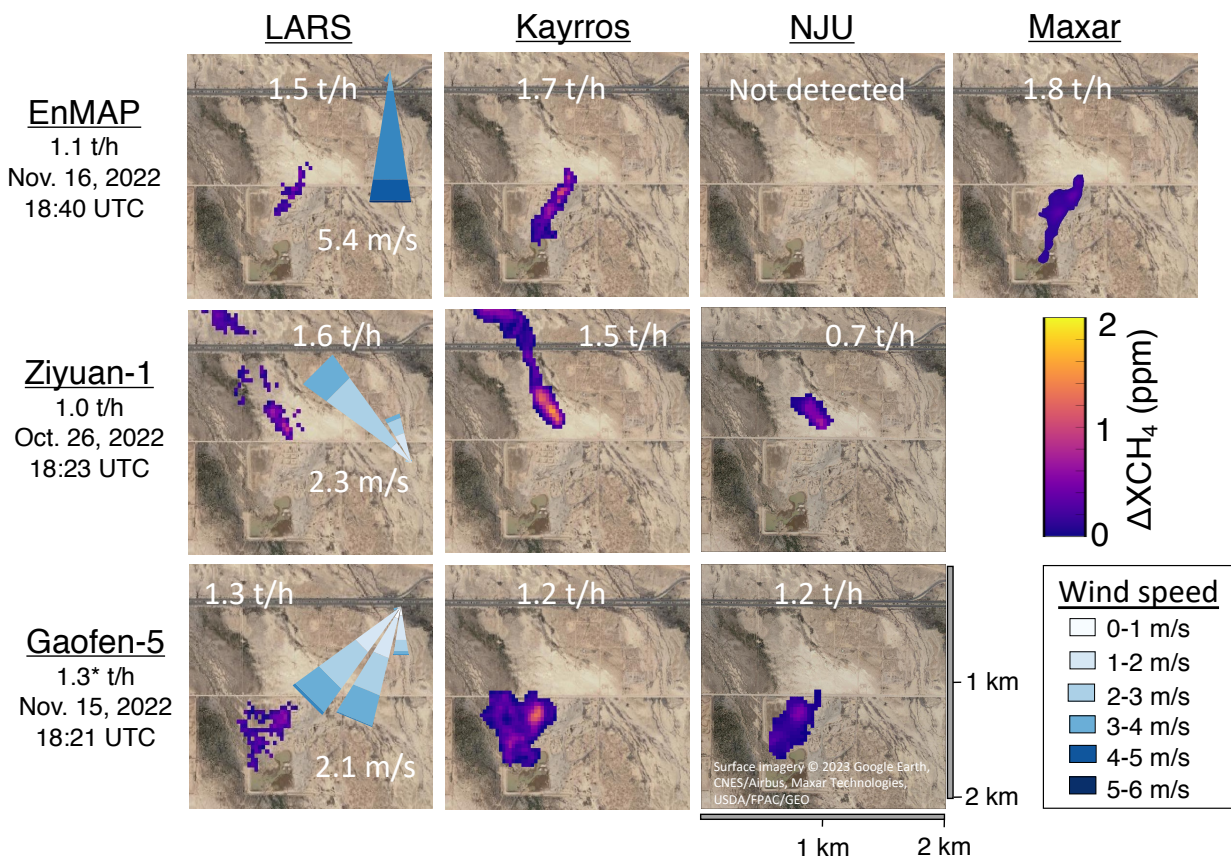 LARS
Kayrros
NJU
Maxar
EnMAP
1.1 t/h
Nov. 16, 2022
18:40 UTC
1.5 t/h
5.4 m/s
1.7 t/h
Not detected
1.8 t/h
Ziyuan-1
1.0 t/h
Oct. 26, 2022
18:23 UTC
1.6 t/h
2.3 m/s
1.5 t/h
0.7 t/h
2
1
0
ΔXCH₄ (ppm)
Gaofen-5
1.3* t/h
Nov. 15, 2022
18:21 UTC
1.3 t/h
2.1 m/s
1.2 t/h
1.2 t/h
Surface imagery © 2023 Google Earth,
CNES/Airbus, Maxar Technologies,
USDA/FPAC/GEO
1 km
2 km
1 km
2 km
Wind speed
0-1 m/s
1-2 m/s
2-3 m/s
3-4 m/s
4-5 m/s
5-6 m/s